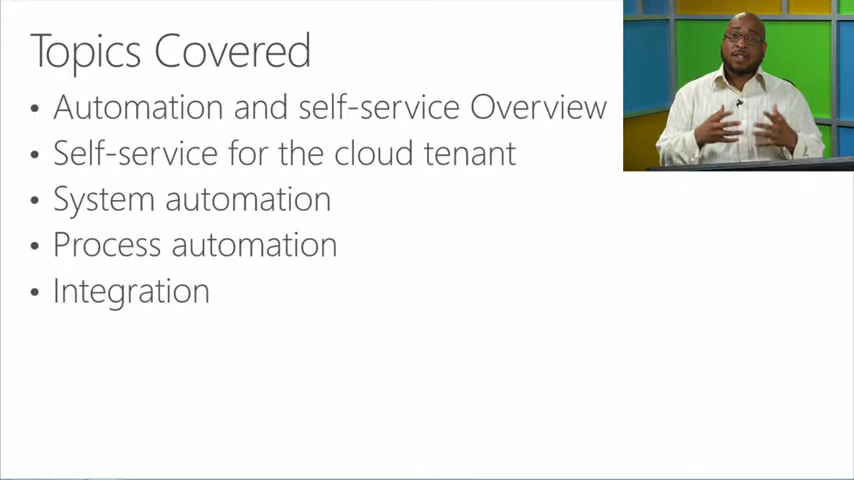 Topics Covered
• Automation and self-service Overview
• Self-service for the cloud tenant
• System automation
• Process automation
• Integration